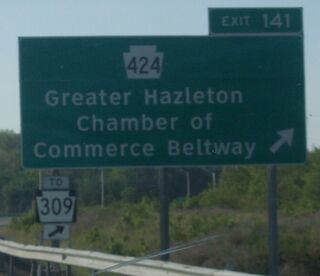 EXIT 141
424
Greater Hazleton
Chamber of
Commerce Beltway
TO
309